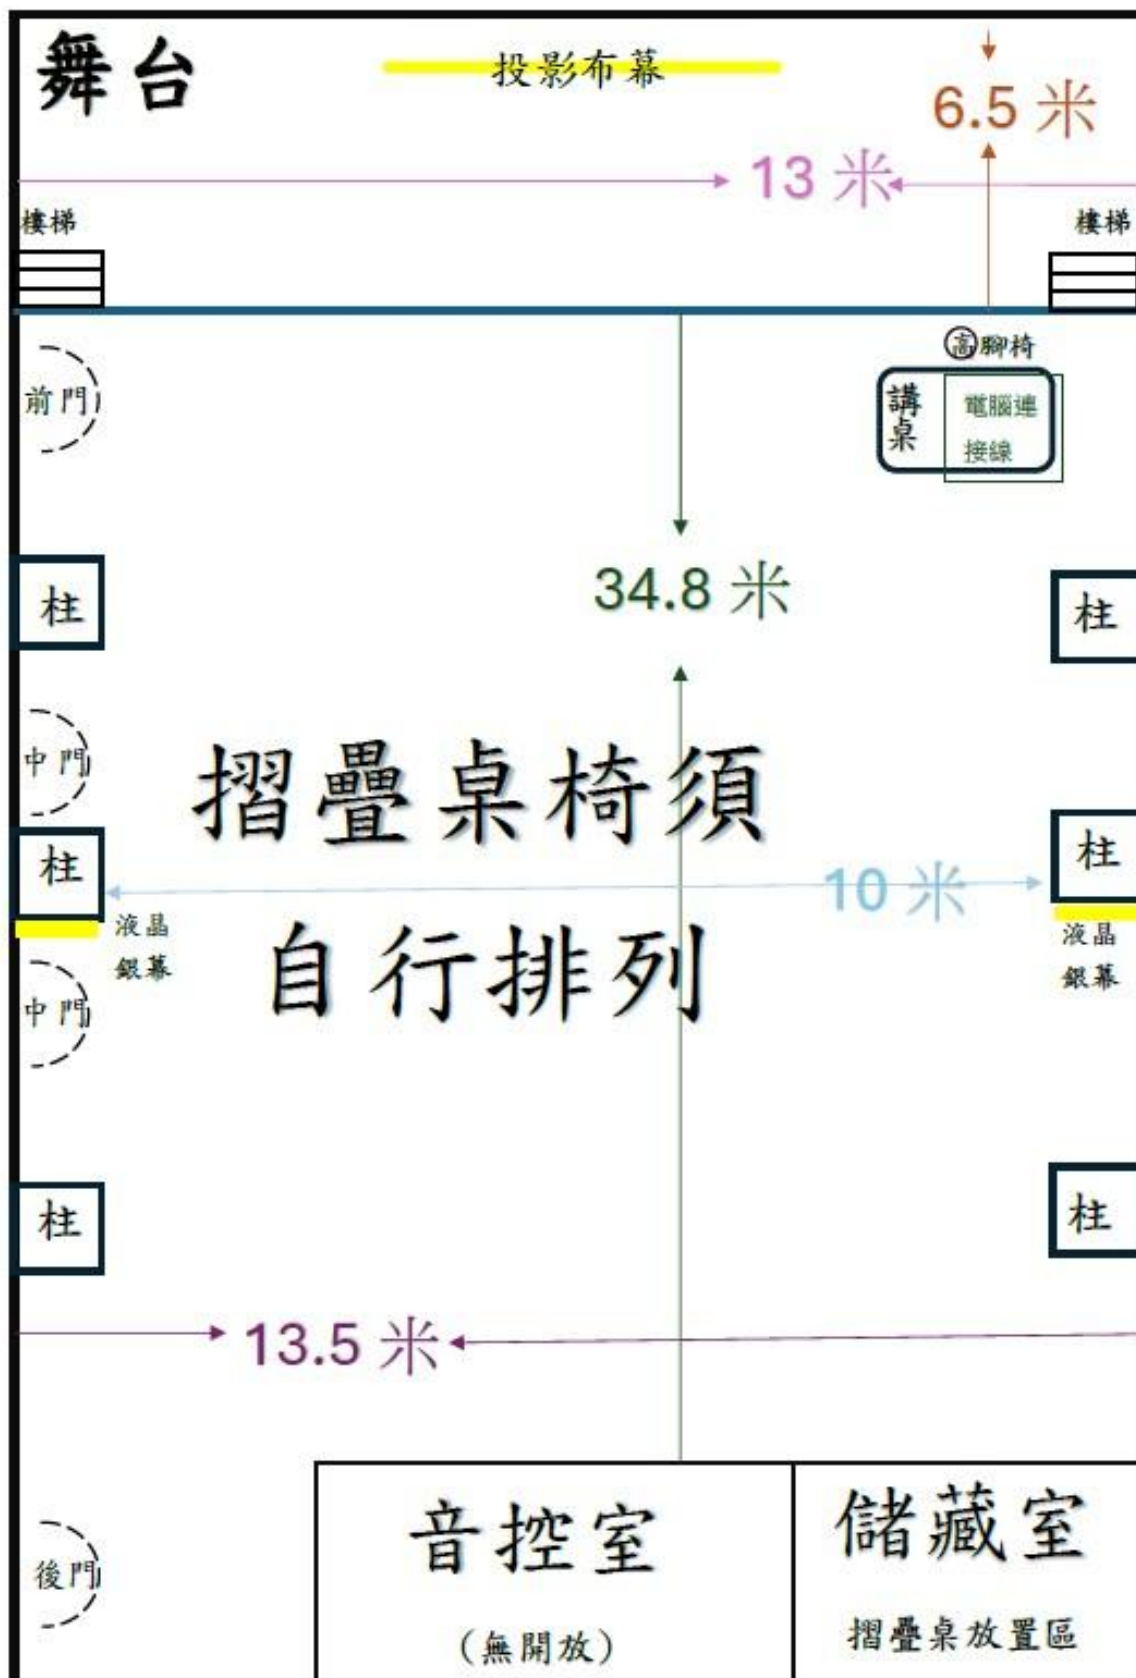 舞台
投影布幕
6.5 米
13 米
樓梯
樓梯
高腳椅
前門
講桌
電腦連
接線
34.8 米
柱
柱
中門
摺疊桌椅須
柱
柱
10 米
液晶
銀幕
液晶
銀幕
自行排列
中門
柱
柱
13.5 米
音控室
(無開放)
儲藏室
摺疊桌放置區
後門